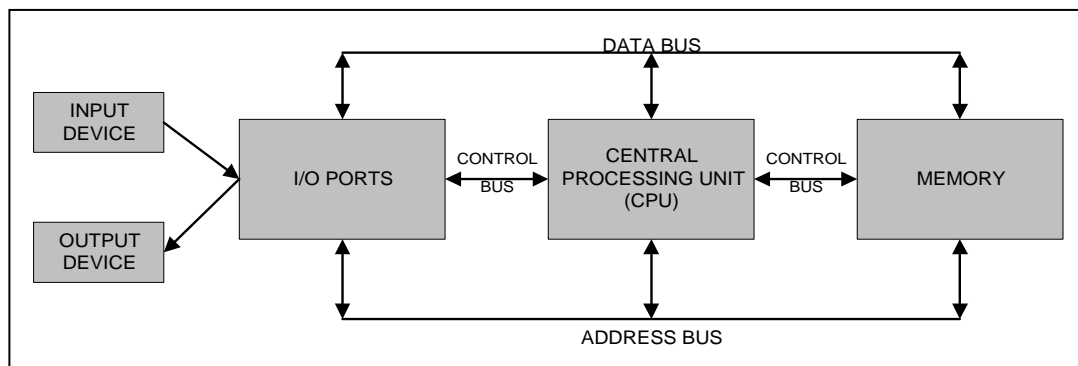 DATA BUS
INPUT
DEVICE
OUTPUT
DEVICE
I/O PORTS
CONTROL
BUS
CENTRAL
PROCESSING UNIT
(CPU)
CONTROL
BUS
MEMORY
ADDRESS BUS